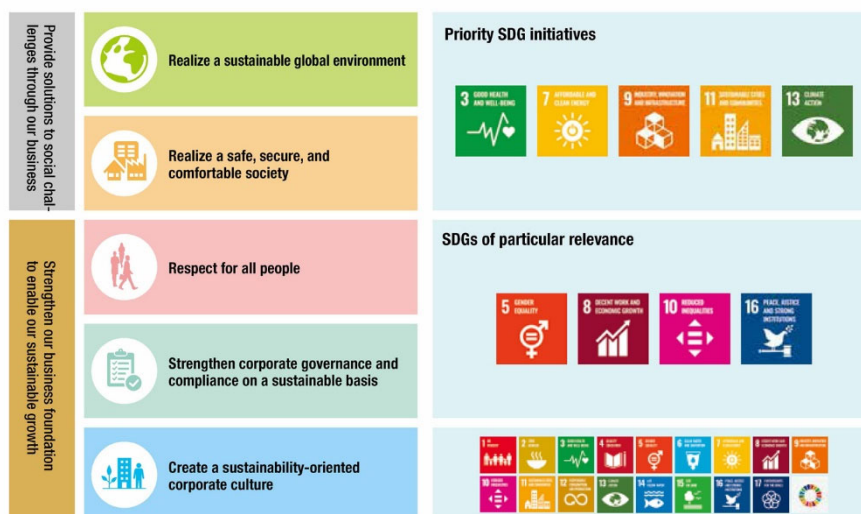 Provide solutions to social chal-
lenges through our business
Realize a sustainable global environment
Realize a safe, secure, and
comfortable society
Priority SDG initiatives
3 GOOD HEALTH
AND WELL-BEING
7 AFFORDABLE AND
CLEAN ENERGY
9 INDUSTRY, INNOVATION
AND INFRASTRUCTURE
11 SUSTAINABLE CITIES
AND COMMUNITIES
13 CLIMATE
ACTION
Strengthen our business foundation
to enable our sustainable growth
Respect for all people
Strengthen corporate governance and
compliance on a sustainable basis
Create a sustainability-oriented
corporate culture
SDGs of particular relevance
5 GENDER
EQUALITY
8 DECENT WORK AND
ECONOMIC GROWTH
10 REDUCED
INEQUALITIES
16 PEACE, JUSTICE
AND STRONG
INSTITUTIONS
1
2
3
4
5
6
7
8
9
10
11
12
13
14
15
16
17